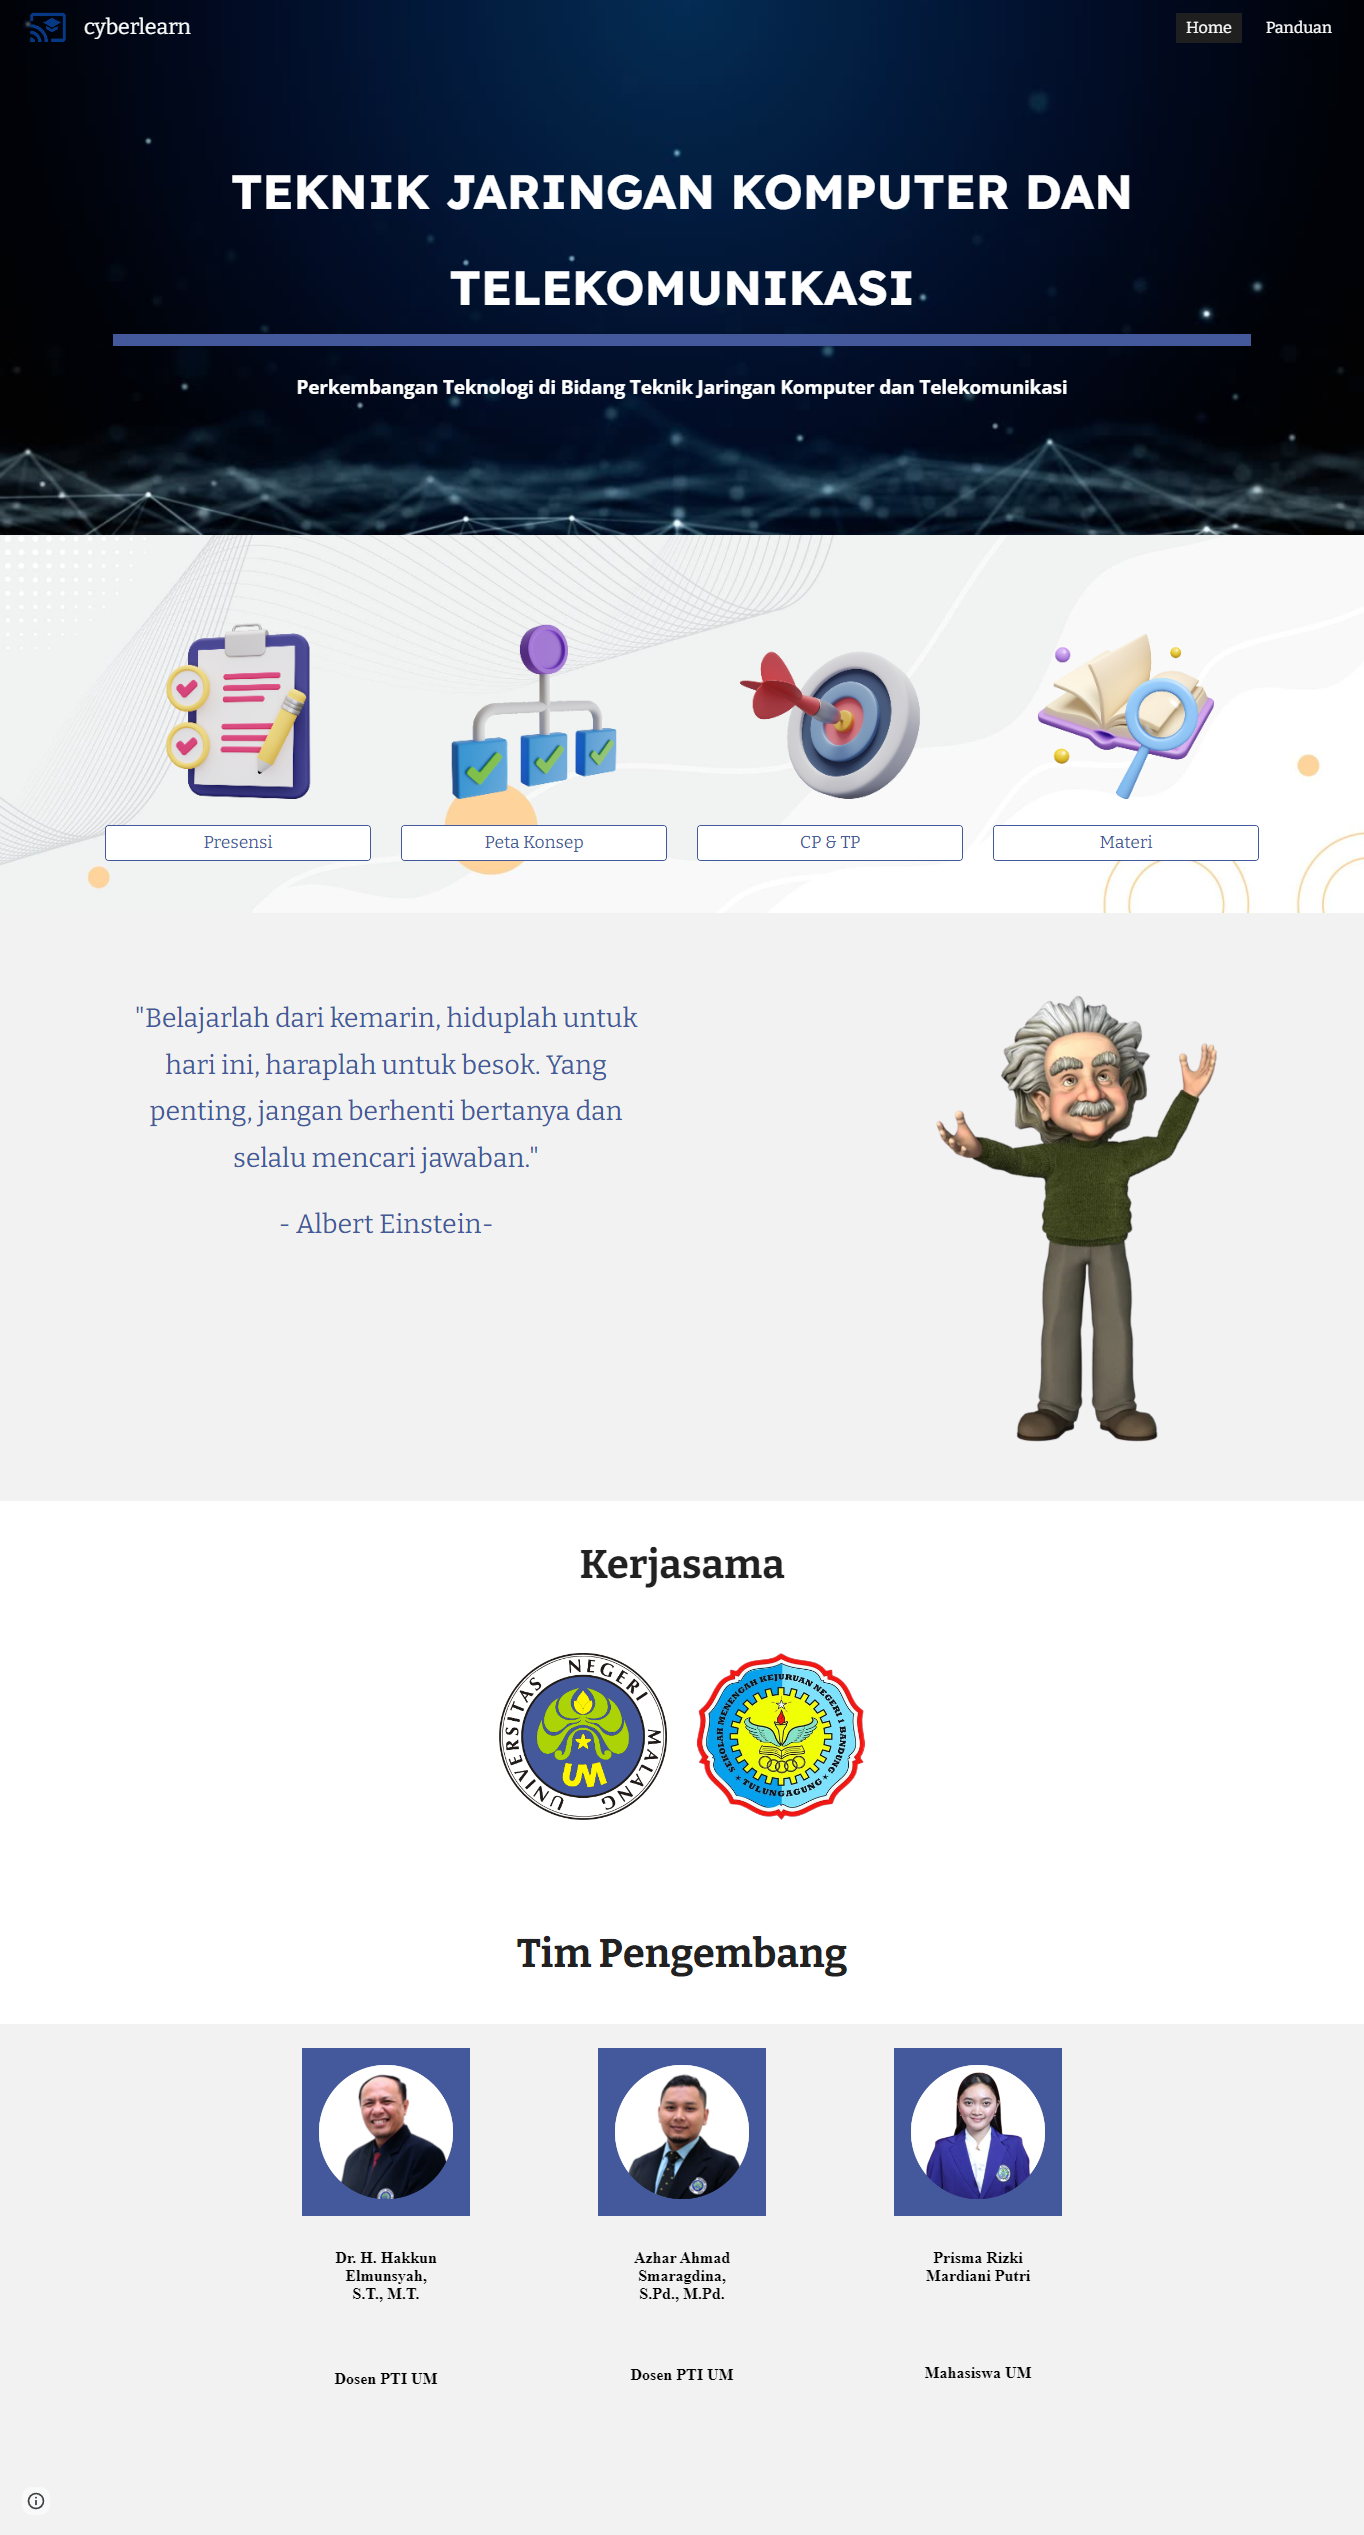 cyberlearn
Home
Panduan
TEKNIK JARINGAN KOMPUTER DAN
TELEKOMUNIKASI
Perkembangan Teknologi di Bidang Teknik Jaringan Komputer dan Telekomunikasi
Presensi
Peta Konsep
CP & TP
Materi
"Belajarlah dari kemarin, hiduplah untuk
hari ini, haraplah untuk besok. Yang
penting, jangan berhenti bertanya dan
selalu mencari jawaban."
- Albert Einstein-
Kerjasama
UNIVERSITAS NEGERI MALANG
UM
SEKOLAH MENENGAH KEJURUAN NEGERI 1 BANDUNG
TULUNGAGUNG
Tim Pengembang
Dr. H. Hakkun
Elmunsyah,
S.T., M.T.
Dosen PTI UM
Azhar Ahmad
Smaragdina,
S.Pd., M.Pd.
Dosen PTI UM
Prisma Rizki
Mardiani Putri
Mahasiswa UM